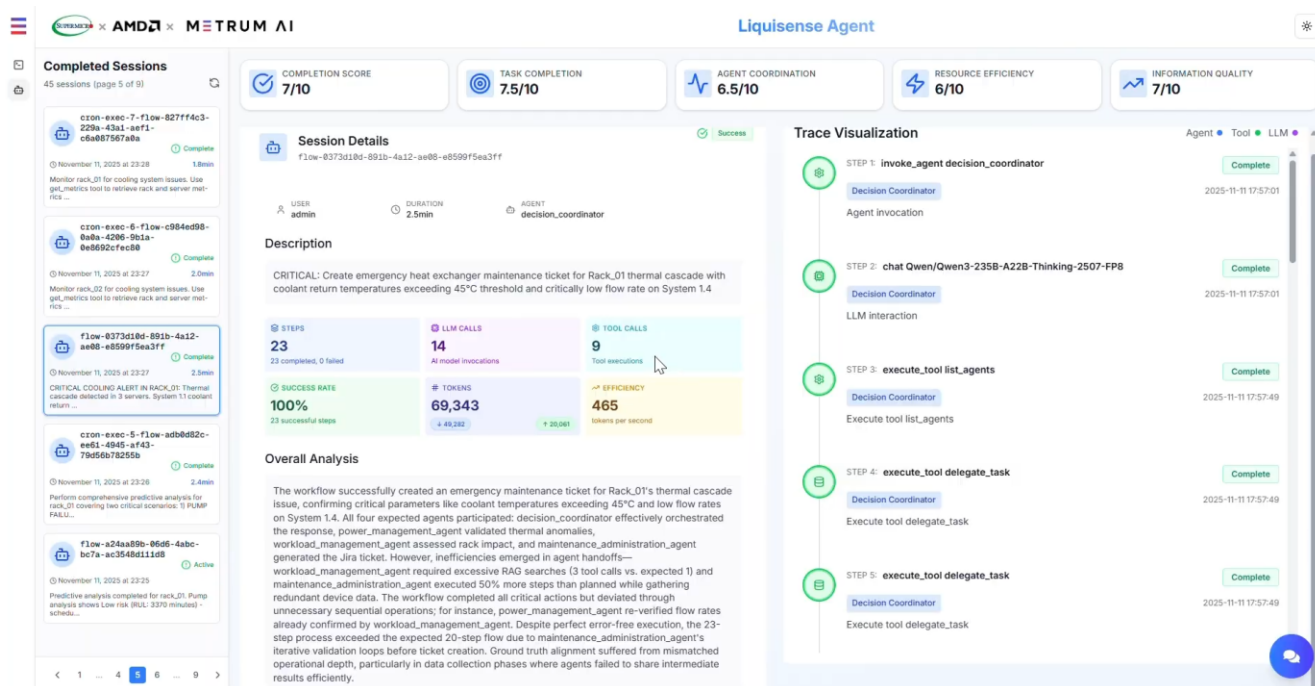 SUPERMICRO × AMD × METRUM AI
Liquisense Agent
Completed Sessions
45 sessions (page 5 of 9)
cron-exec-7-flow-827ff4c3-
229a-43a1-aef1-
c6a087567a0a
Complete
November 11, 2025 at 23:28
1.8min
Monitor rack_01 for cooling system issues. Use
get_metrics tool to retrieve rack and server met-
rics ...
cron-exec-6-flow-c984ed98-
0a0a-4206-9b1a-
0e8692cfec80
Complete
November 11, 2025 at 23:27
2.0min
Monitor rack_02 for cooling system issues. Use
get_metrics tool to retrieve rack and server met-
rics ...
flow-0373d10d-891b-4a12-
ae08-e8599f5ea3ff
Complete
November 11, 2025 at 23:27
2.5min
CRITICAL COOLING ALERT IN RACK_01: Thermal
cascade detected in 3 servers. System 1.1 coolant
return ...
cron-exec-5-flow-adb0d82c-
ee61-4945-af43-
79d56b78255b
Complete
November 11, 2025 at 23:26
2.4min
Perform comprehensive predictive analysis for
rack_01 covering two critical scenarios: 1) PUMP
FAILU...
flow-a24aa89b-06d6-4abc-
bc7a-ac3548d111d8
Active
November 11, 2025 at 23:25
Predictive analysis completed for rack_01. Pump
analysis shows Low risk (RUL: 3370 minutes) -
schedu...
1 ... 4 5 6 ... 9
COMPLETION SCORE
7/10
TASK COMPLETION
7.5/10
AGENT COORDINATION
6.5/10
RESOURCE EFFICIENCY
6/10
INFORMATION QUALITY
7/10
Session Details
flow-0373d10d-891b-4a12-ae08-e8599f5ea3ff
Success
USER
admin
DURATION
2.5min
AGENT
decision_coordinator
Description
CRITICAL: Create emergency heat exchanger maintenance ticket for Rack_01 thermal cascade with
coolant return temperatures exceeding 45°C threshold and critically low flow rate on System 1.4
STEPS
23
23 completed, 0 failed
LLM CALLS
14
AI model invocations
TOOL CALLS
9
Tool executions
SUCCESS RATE
100%
23 successful steps
# TOKENS
69,343
↓ 49,282
↑ 20,061
EFFICIENCY
465
tokens per second
Overall Analysis
The workflow successfully created an emergency maintenance ticket for Rack_01's thermal cascade
issue, confirming critical parameters like coolant temperatures exceeding 45°C and low flow rates
on System 1.4. All four expected agents participated: decision_coordinator effectively orchestrated
the response, power_management_agent validated thermal anomalies,
workload_management_agent assessed rack impact, and maintenance_administration_agent
generated the Jira ticket. However, inefficiencies emerged in agent handoffs—
workload_management_agent required excessive RAG searches (3 tool calls vs. expected 1) and
maintenance_administration_agent executed 50% more steps than planned while gathering
redundant device data. The workflow completed all critical actions but deviated through
unnecessary sequential operations; for instance, power_management_agent re-verified flow rates
already confirmed by workload_management_agent. Despite perfect error-free execution, the 23-
step process exceeded the expected 20-step flow due to maintenance_administration_agent's
iterative validation loops before ticket creation. Ground truth alignment suffered from mismatched
operational depth, particularly in data collection phases where agents failed to share intermediate
results efficiently.
Trace Visualization
Agent Tool LLM
STEP 1: invoke_agent decision_coordinator
Complete
Decision Coordinator
2025-11-11 17:57:01
Agent invocation
STEP 2: chat Qwen/Qwen3-235B-A22B-Thinking-2507-FP8
Complete
Decision Coordinator
2025-11-11 17:57:01
LLM interaction
STEP 3: execute_tool list_agents
Complete
Decision Coordinator
2025-11-11 17:57:49
Execute tool list_agents
STEP 4: execute_tool delegate_task
Complete
Decision Coordinator
2025-11-11 17:57:49
Execute tool delegate_task
STEP 5: execute_tool delegate_task
Complete
Decision Coordinator
2025-11-11 17:57:49
Execute tool delegate_task